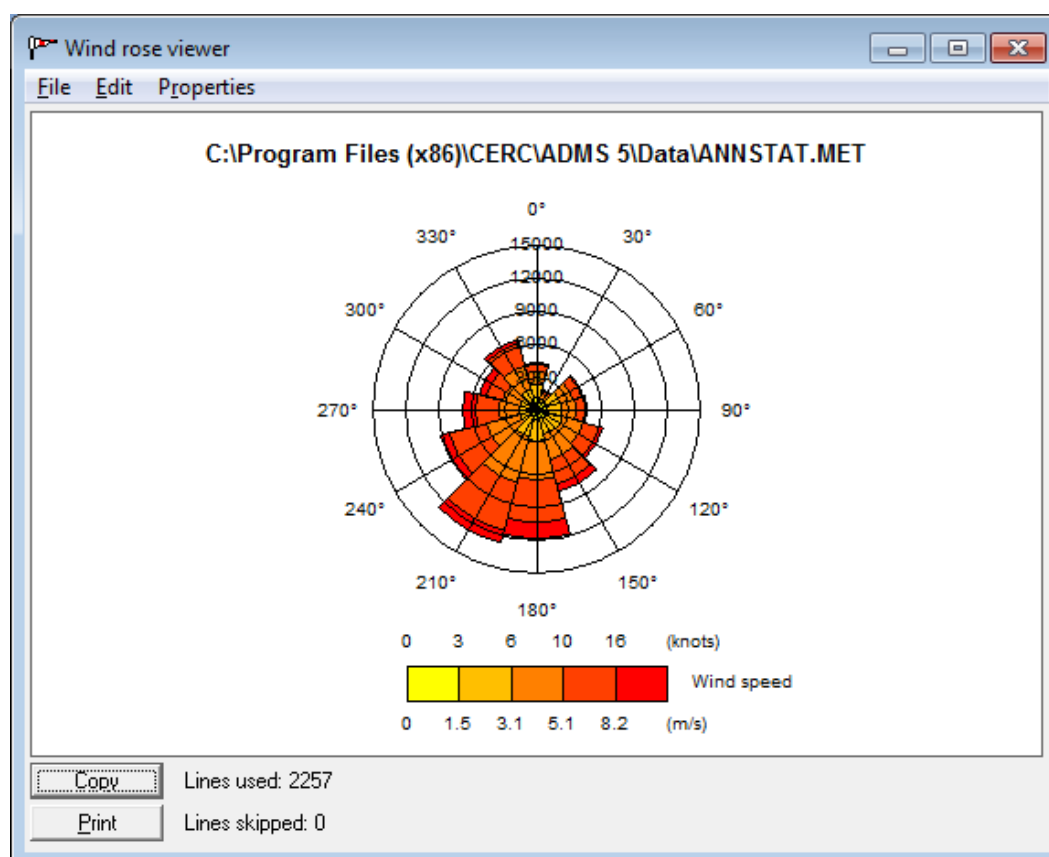 Wind rose viewer
File Edit Properties
C:\Program Files (x86)\CERC\ADMS 5\Data\ANNSTAT.MET
0°
330° 30°
15000
12000
300° 60°
9000
6000
3000
270° 90°
240° 120°
210° 150°
180°
0 3 6 10 16 (knots)
Wind speed
0 1.5 3.1 5.1 8.2 (m/s)
Copy Lines used: 2257
Print Lines skipped: 0